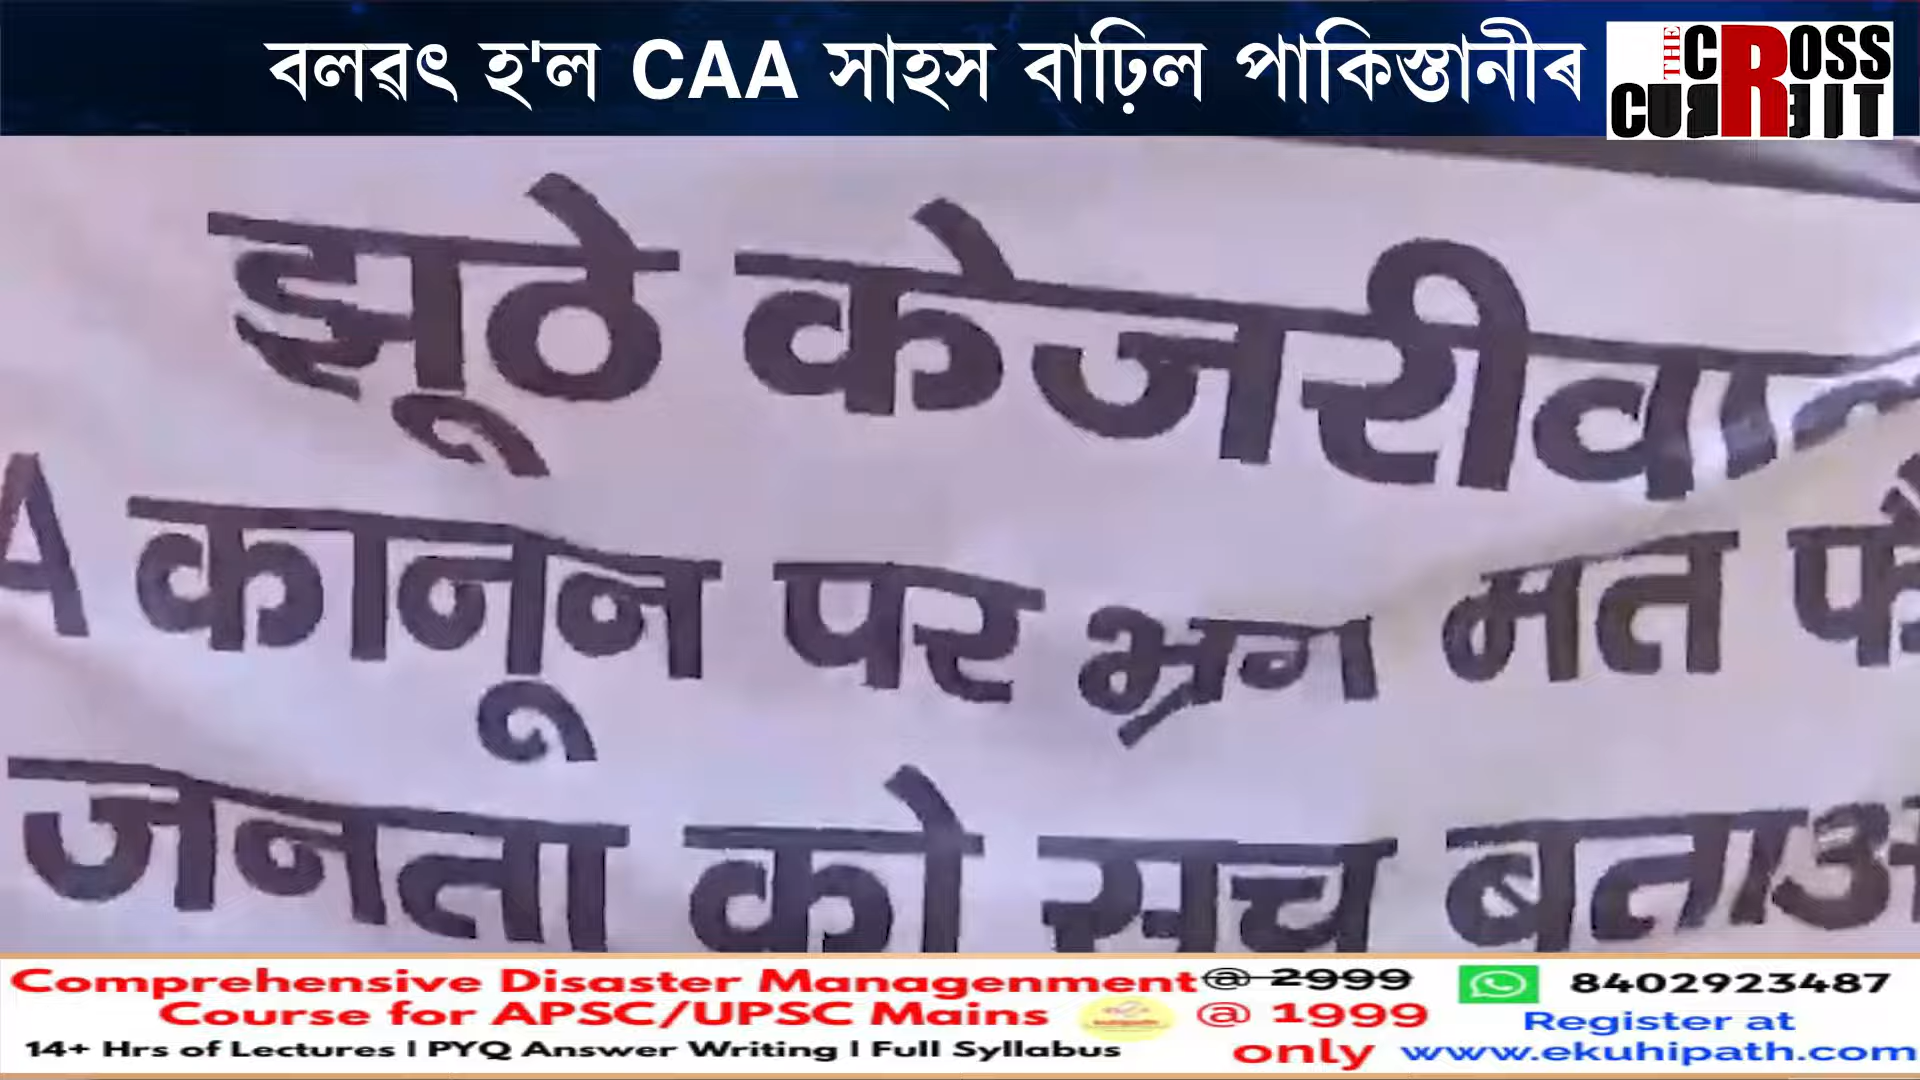 বলৱৎ হ'ল CAA সাহস বাঢ়িল পাকিস্তানীৰ
THE CROSS CURRENT
झूठे केजरीवाल
A कानून पर भ्रम मत
जनता को सच बताओ
Comprehensive Disaster Managenment @ 2999
Course for APSC/UPSC Mains @ 1999
14+ Hrs of Lectures | PYQ Answer Writing | Full Syllabus only
8402923487
Register at
www.ekuhipath.com